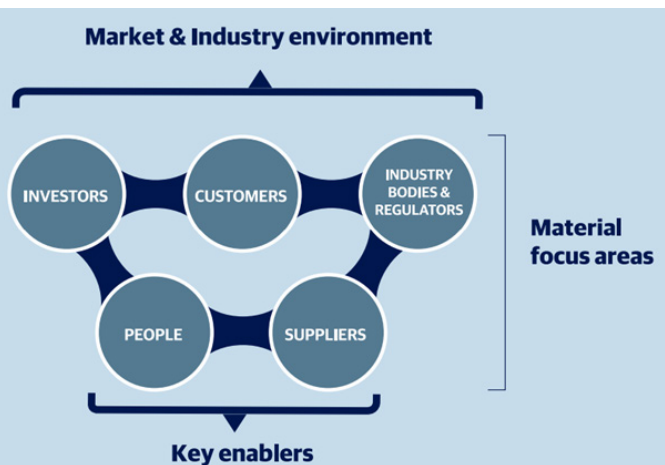 Market & Industry environment
INVESTORS
CUSTOMERS
INDUSTRY
BODIES &
REGULATORS
Material
focus areas
PEOPLE
SUPPLIERS
Key enablers